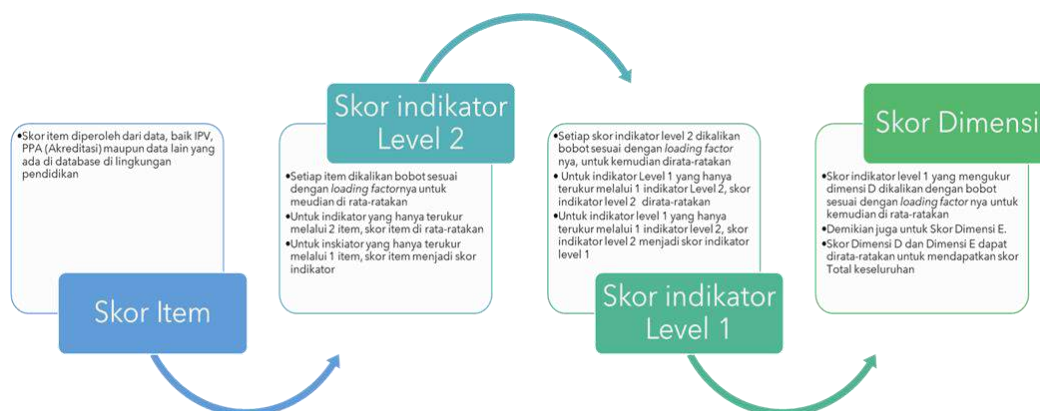 •Skor item diperoleh dari data, baik IPV,
PPA (Akreditasi) maupun data lain yang
ada di database di lingkungan
pendidikan
Skor Item
Skor indikator
Level 2
•Setiap item dikalikan bobot sesuai
dengan loading factornya untuk
meudian di rata-ratakan
•Untuk indikator yang hanya terukur
melalui 2 item, skor item di rata-ratakan
•Untuk inskiator yang hanya terukur
melalui 1 item, skor item menjadi skor
indikator
•Setiap skor indikator level 2 dikalikan
bobot sesuai dengan loading factor
nya, untuk kemudian dirata-ratakan
• Untuk indikator Level 1 yang hanya
terukur melalui 1 indikator Level 2, skor
indikator level 2  dirata-ratakan
•Untuk indikator level 1 yang hanya
terukur melalui 1 indikator level 2, skor
indikator level 2 menjadi skor indikator
level 1
Skor indikator
Level 1
Skor Dimensi
•Skor indikator level 1 yang mengukur
dimensi D dikalikan dengan bobot
sesuai dengan loading factor nya untuk
kemudian di rata-ratakan
•Demikian juga untuk Skor Dimensi E.
•Skor Dimensi D dan Dimensi E dapat
dirata-ratakan untuk mendapatkan skor
Total keseluruhan